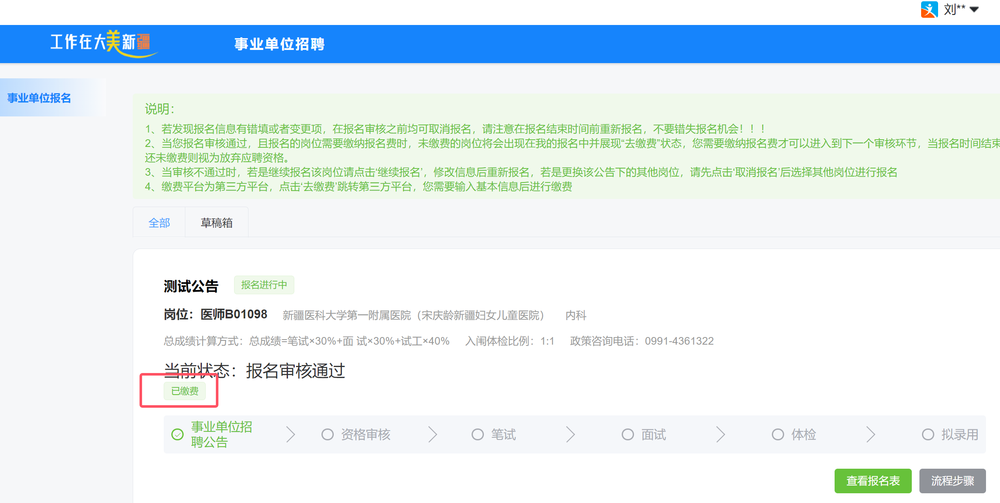 刘**
工作在大美新疆
事业单位招聘
事业单位报名
说明：
1、若发现报名信息有错填或者变更项，在报名审核之前均可取消报名，请注意在报名结束时间前重新报名，不要错失报名机会！！！
2、当您报名审核通过，且报名的岗位需要缴纳报名费时，未缴费的岗位将会出现在我的报名中并展现“去缴费”状态，您需要缴纳报名费才可以进入到下一个审核环节，当报名时间结束
还未缴费则视为放弃应聘资格。
3、当审核不通过时，若是继续报名该岗位请点击‘继续报名’，修改信息后重新报名，若是更换该公告下的其他岗位，请先点击‘取消报名’后选择其他岗位进行报名
4、缴费平台为第三方平台，点击‘去缴费’跳转第三方平台，您需要输入基本信息后进行缴费
全部 草稿箱
测试公告 报名进行中
岗位：医师B01098 新疆医科大学第一附属医院（宋庆龄新疆妇女儿童医院） 内科
总成绩计算方式：总成绩=笔试×30%+面 试×30%+试工×40% 入闱体检比例：1:1 政策咨询电话：0991-4361322
当前状态：报名审核通过
已缴费
事业单位招
聘公告
资格审核 笔试 面试 体检 拟录用
查看报名表 流程步骤